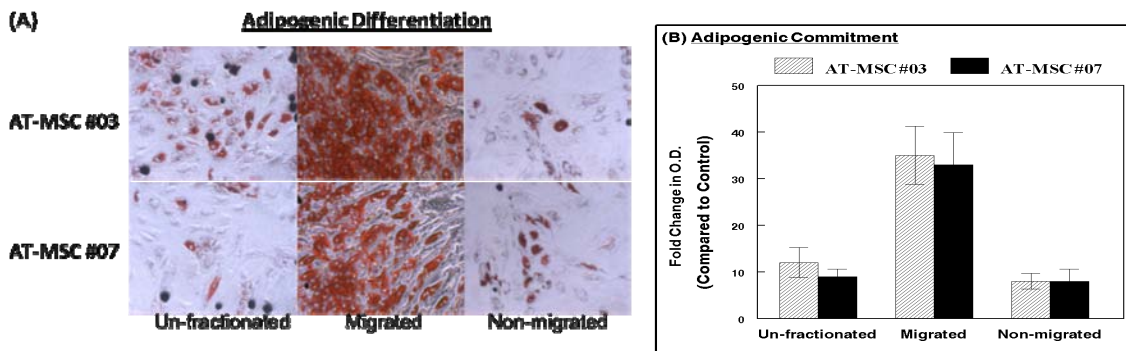 (A)
Adipogenic Differentiation
AT-MSC #03
AT-MSC #07
Un-fractionated Migrated Non-migrated
(B) Adipogenic Commitment
AT-MSC#03 AT-MSC#07
Fold Change in O.D.
(Compared to Control)
50
40
30
20
10
0
Un-fractionated Migrated Non-migrated